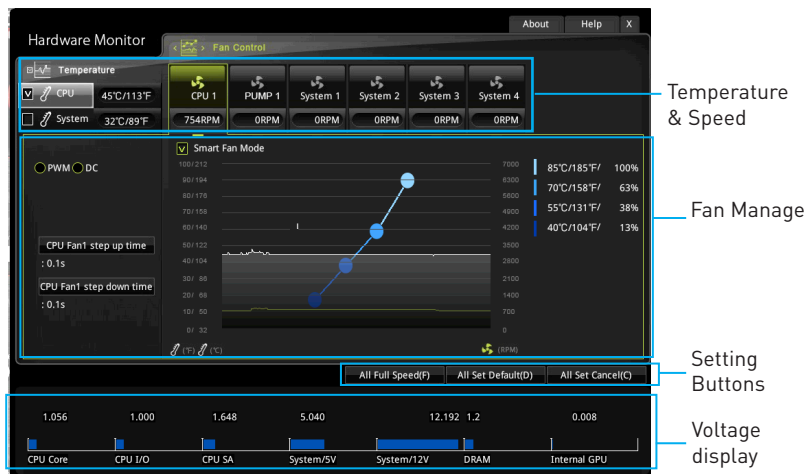 About Help X
Hardware Monitor
Fan Control
Temperature
CPU 45℃/113℉
System 32℃/89℉
CPU 1 PUMP 1 System 1 System 2 System 3 System 4
754RPM 0RPM 0RPM 0RPM 0RPM 0RPM
Temperature
& Speed
Smart Fan Mode
PWM DC
100/212 7000
90/194 6300
80/176 5600
70/158 4900
60/140 4200
50/122 3500
40/104 2800
30/ 86 2100
20/ 68 1400
10/ 50 700
0/ 32 0
(℉) (℃) (RPM)
85℃/185℉/ 100%
70℃/158℉/ 63%
55℃/131℉/ 38%
40℃/104℉/ 13%
CPU Fan1 step up time
: 0.1s
CPU Fan1 step down time
: 0.1s
Fan Manage
All Full Speed(F) All Set Default(D) All Set Cancel(C)
Setting
Buttons
1.056 1.000 1.648 5.040 12.192 1.2 0.008
CPU Core CPU I/O CPU SA System/5V System/12V DRAM Internal GPU
Voltage
display